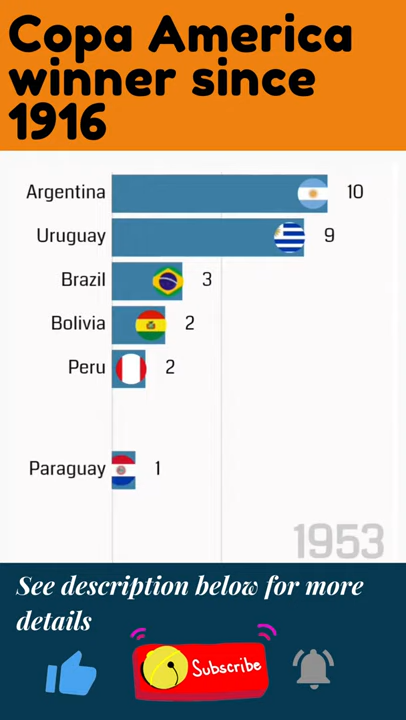 Copa America
winner since
1916
Argentina 10
Uruguay 9
Brazil 3
Bolivia 2
Peru 2
Paraguay 1
1953
See description below for more
details
Subscribe